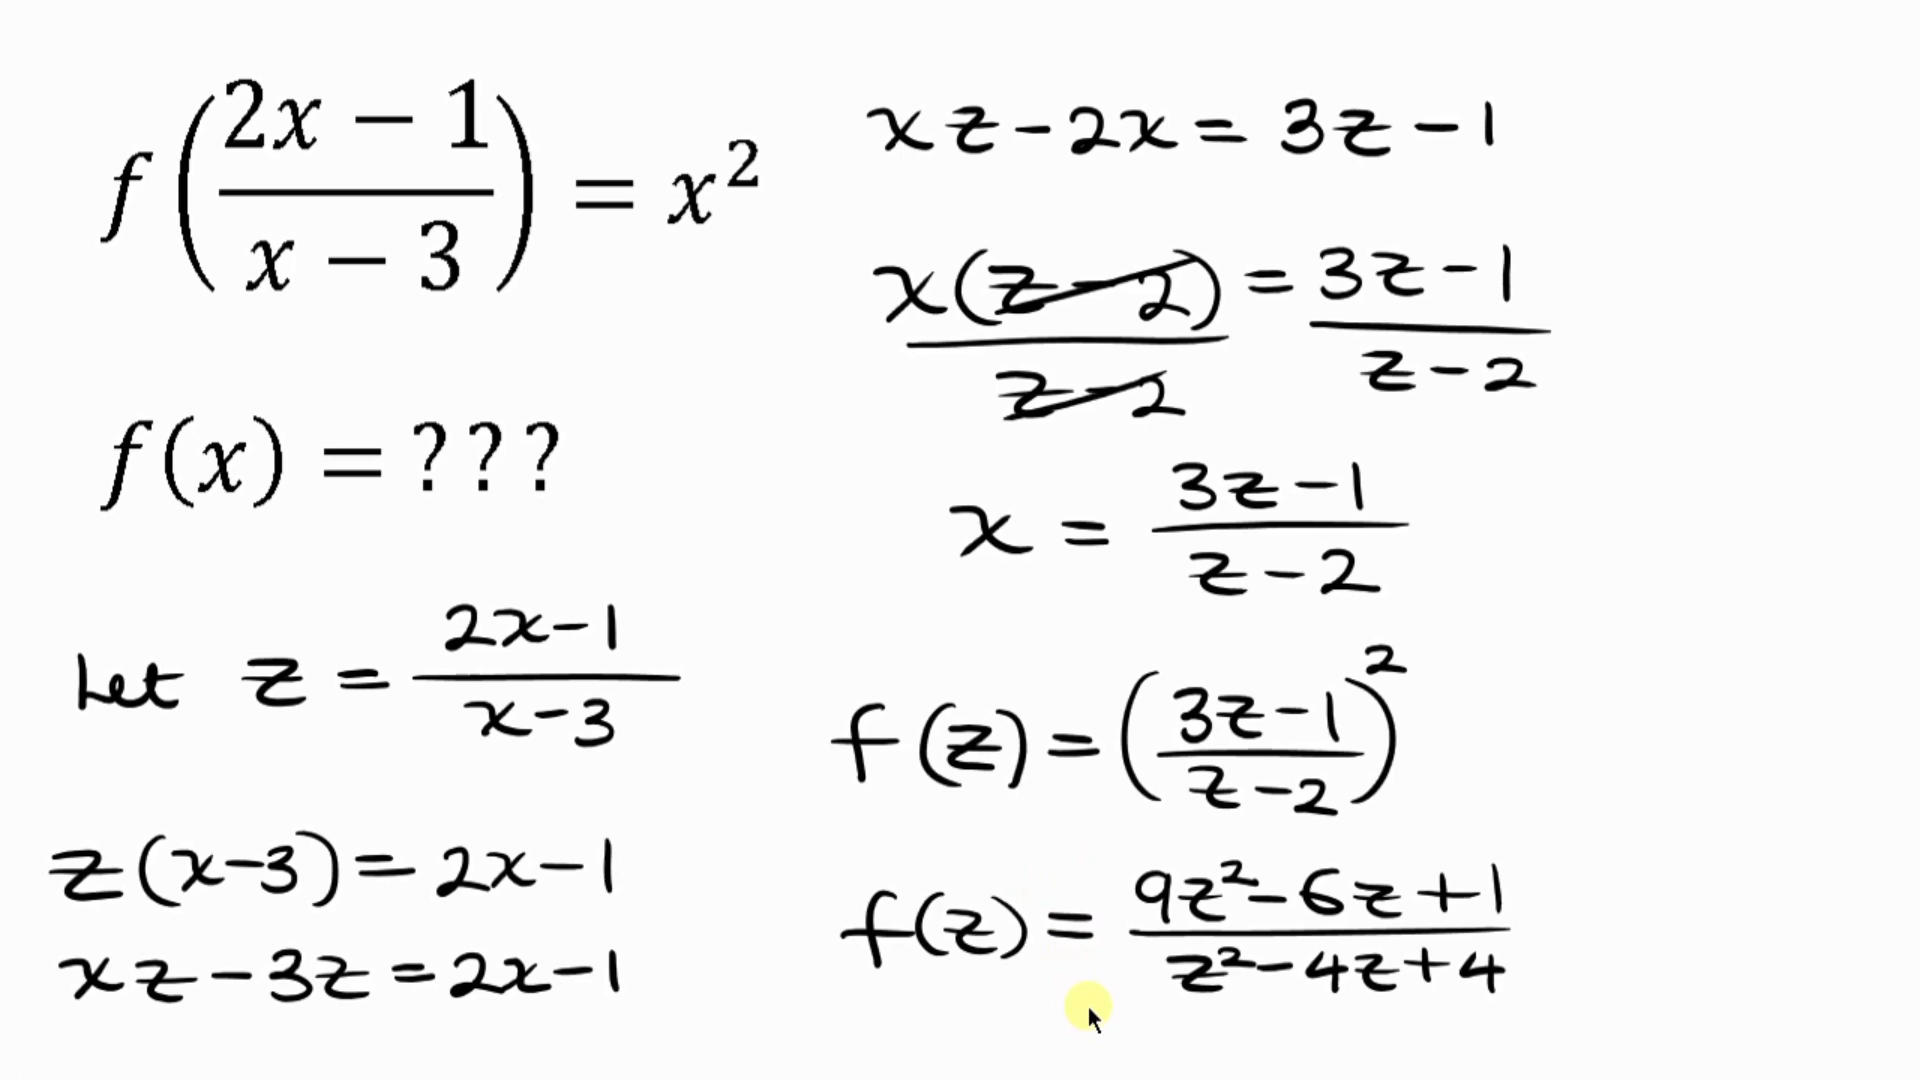 f((2x − 1)/(x − 3)) = x²
f(x) = ???
Let z = (2x-1)/(x-3)
z(x-3) = 2x-1
xz-3z = 2x-1
xz-2x = 3z-1
x(z-2)/(z-2) = (3z-1)/(z-2)
x = (3z-1)/(z-2)
f(z) = ((3z-1)/(z-2))²
f(z) = (9z²-6z+1)/(z²-4z+4)